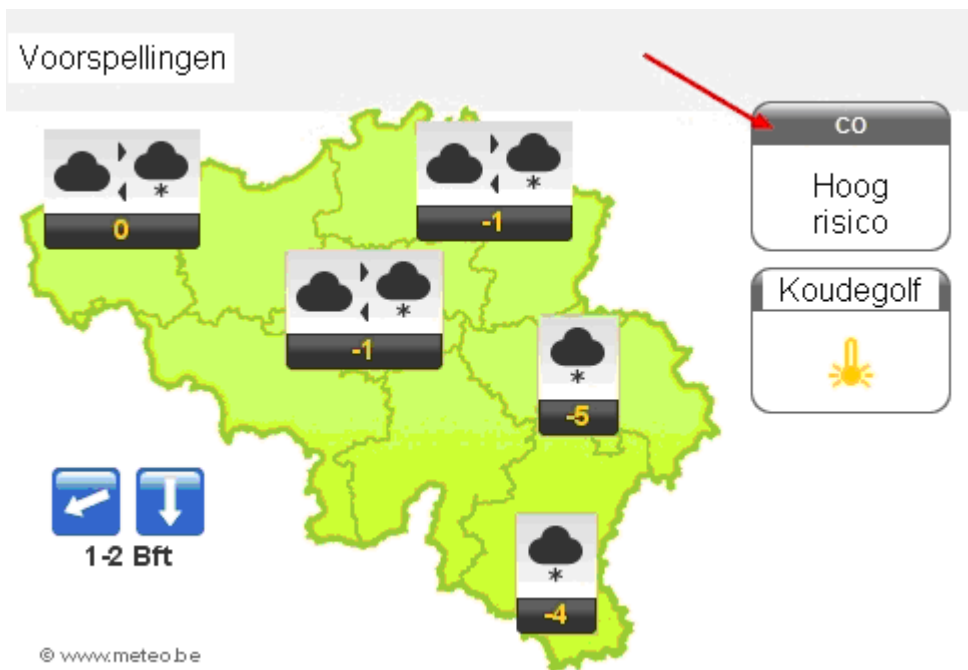 Voorspellingen
CO
Hoog
risico
0
-1
-1
Koudegolf
-5
1-2 Bft
-4
© www.meteo.be